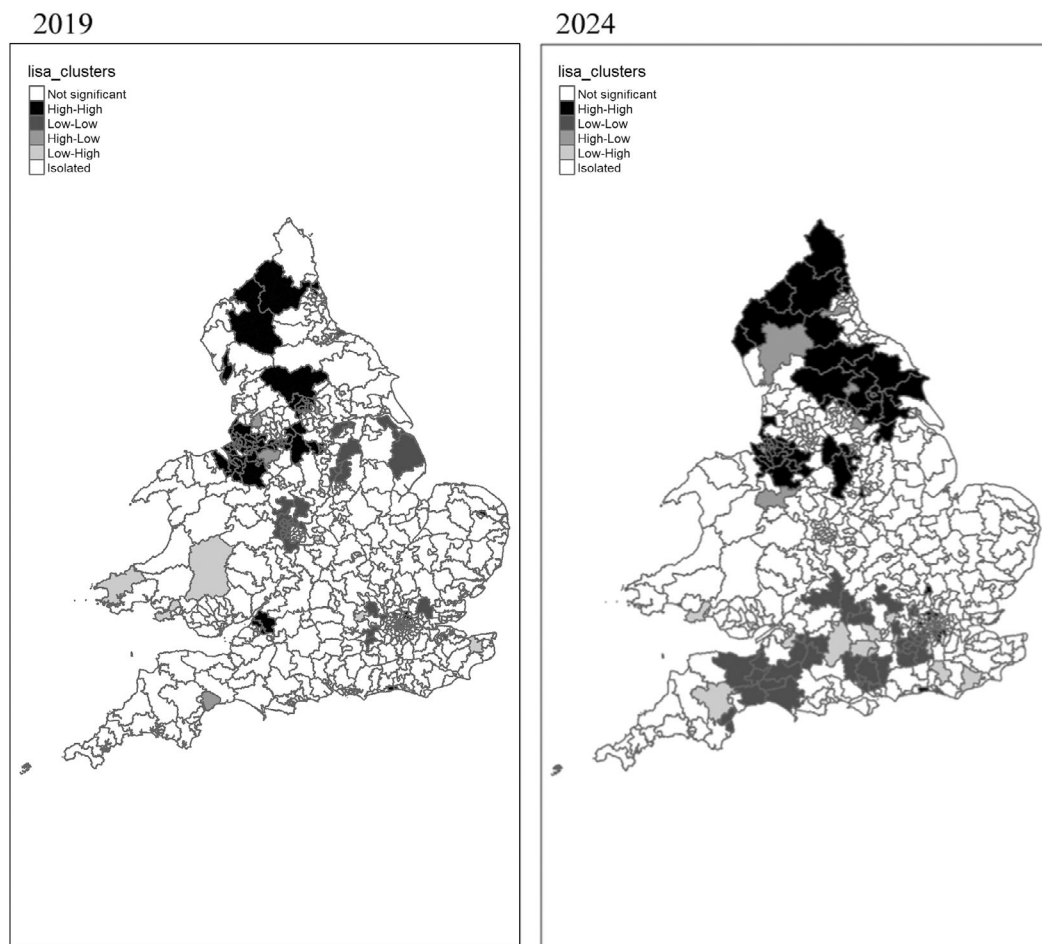 2019
lisa_clusters
Not significant
High-High
Low-Low
High-Low
Low-High
Isolated
2024
lisa_clusters
Not significant
High-High
Low-Low
High-Low
Low-High
Isolated